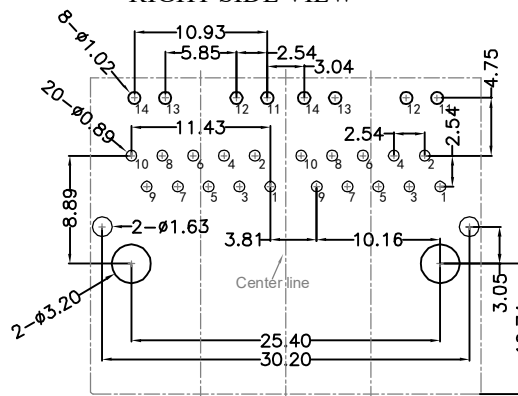 RIGHT SIDE VIEW
8-ø1.02
10.93
5.85
2.54
3.04
4.75
14 13 12 11 14 13 12 11
20-ø0.89
11.43
2.54
2.54
10 8 6 4 2 10 8 6 4 2
9 7 5 3 1 9 7 5 3 1
8.89
2-ø1.63
3.81
10.16
Center line
2-ø3.20
3.05
25.40
30.20